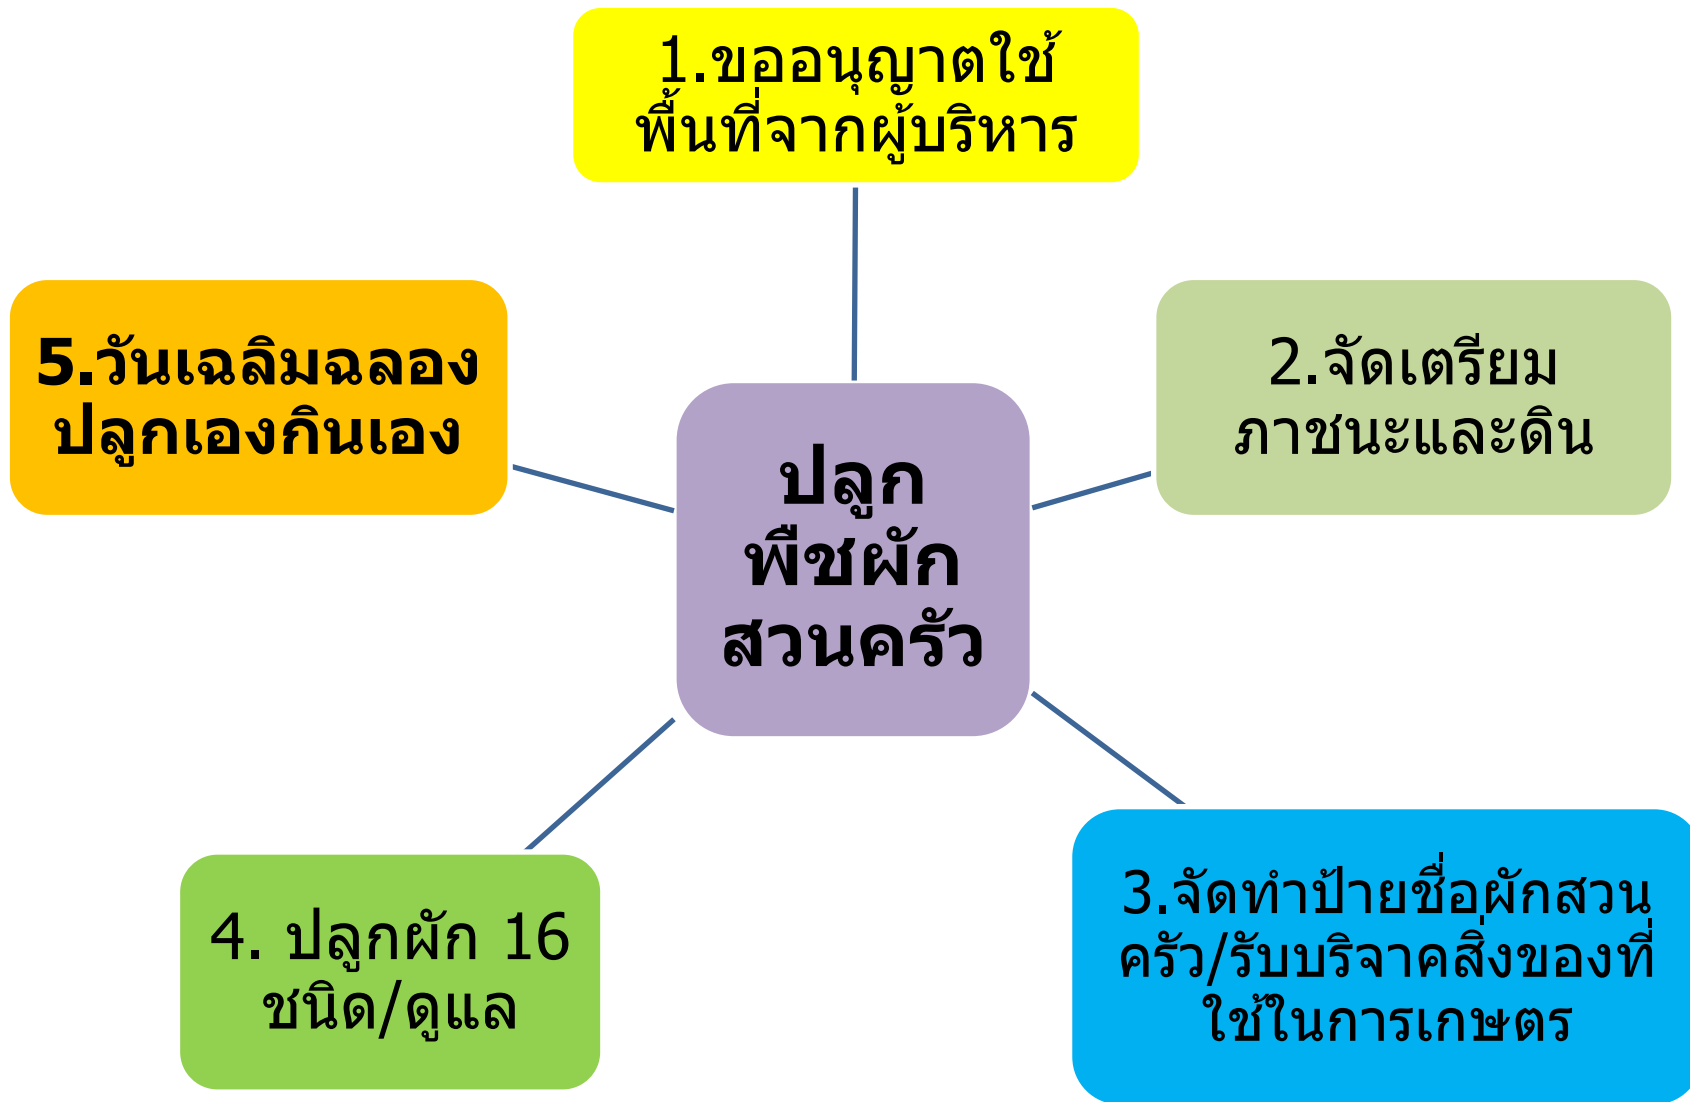 1.ขออนุญาตใช้
พื้นที่จากผู้บริหาร
2.จัดเตรียม
ภาชนะและดิน
3.จัดทำป้ายชื่อผักสวน
ครัว/รับบริจาคสิ่งของที่
ใช้ในการเกษตร
4. ปลูกผัก 16
ชนิด/ดูแล
5.วันเฉลิมฉลอง
ปลูกเองกินเอง
ปลูก
พืชผัก
สวนครัว